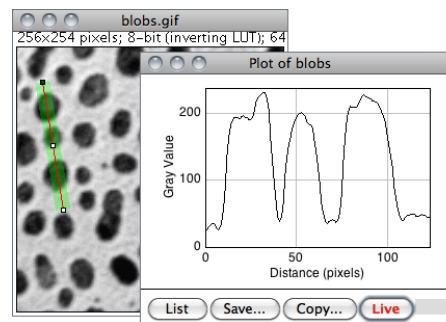 blobs.gif
256x254 pixels; 8-bit (inverting LUT); 64
Plot of blobs
200
100
0
Gray Value
0 50 100
Distance (pixels)
List Save... Copy... Live